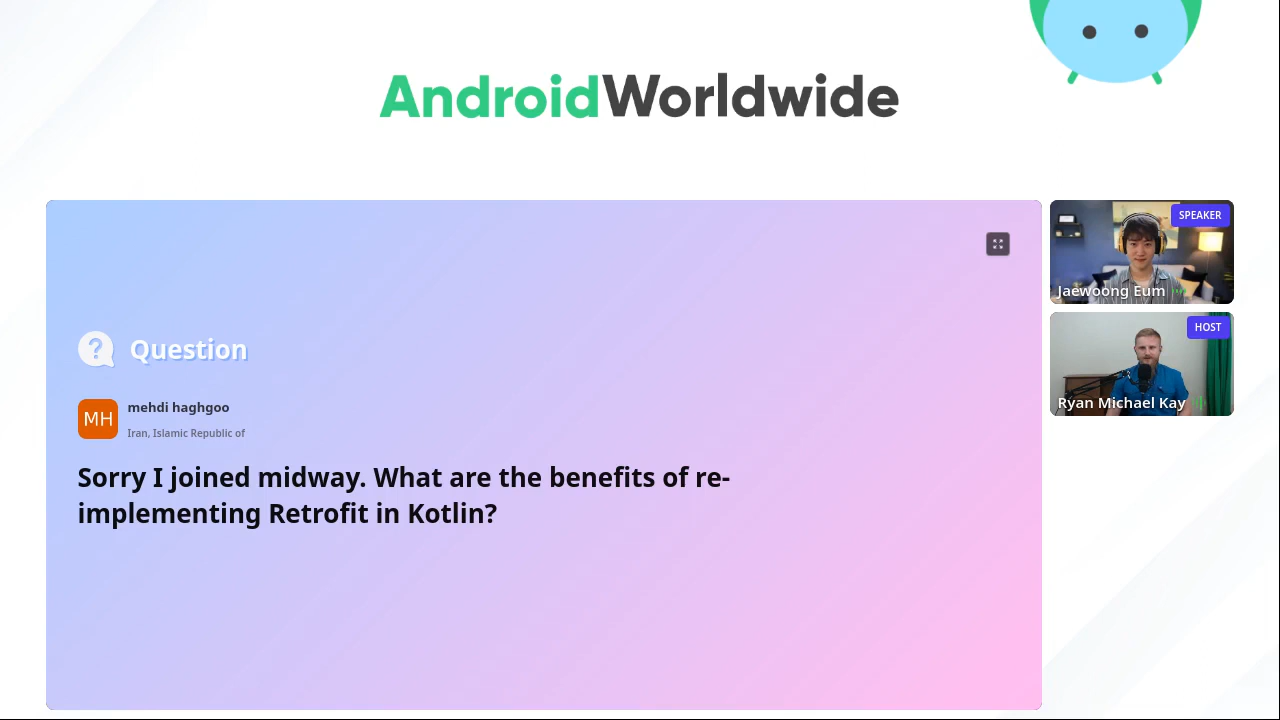 AndroidWorldwide
SPEAKER
Jaewoong Eum
HOST
Ryan Michael Kay
Question
MH
mehdi haghgoo
Iran, Islamic Republic of
Sorry I joined midway. What are the benefits of re-
implementing Retrofit in Kotlin?